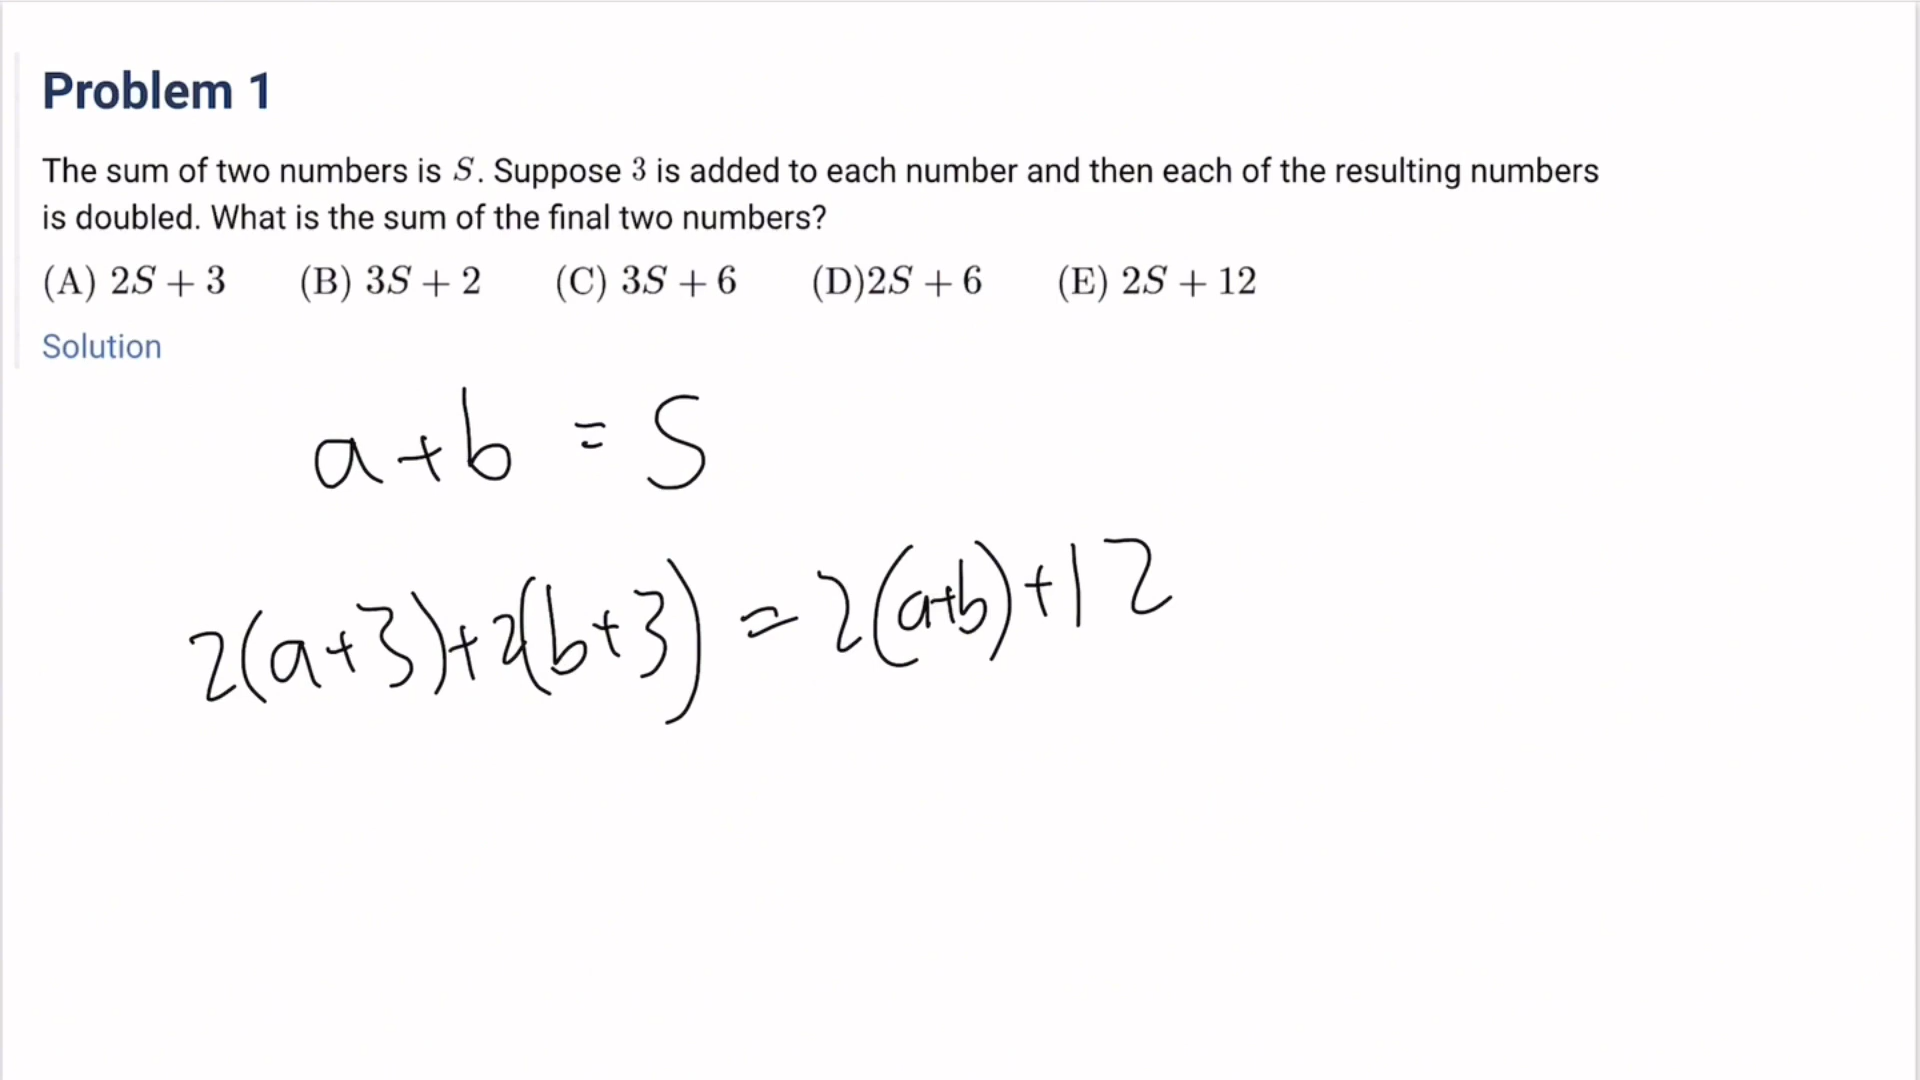 Problem 1
The sum of two numbers is S. Suppose 3 is added to each number and then each of the resulting numbers
is doubled. What is the sum of the final two numbers?
(A) 2S + 3 (B) 3S + 2 (C) 3S + 6 (D)2S + 6 (E) 2S + 12
Solution
a+b = S
2(a+3)+2(b+3) = 2(a+b)+12